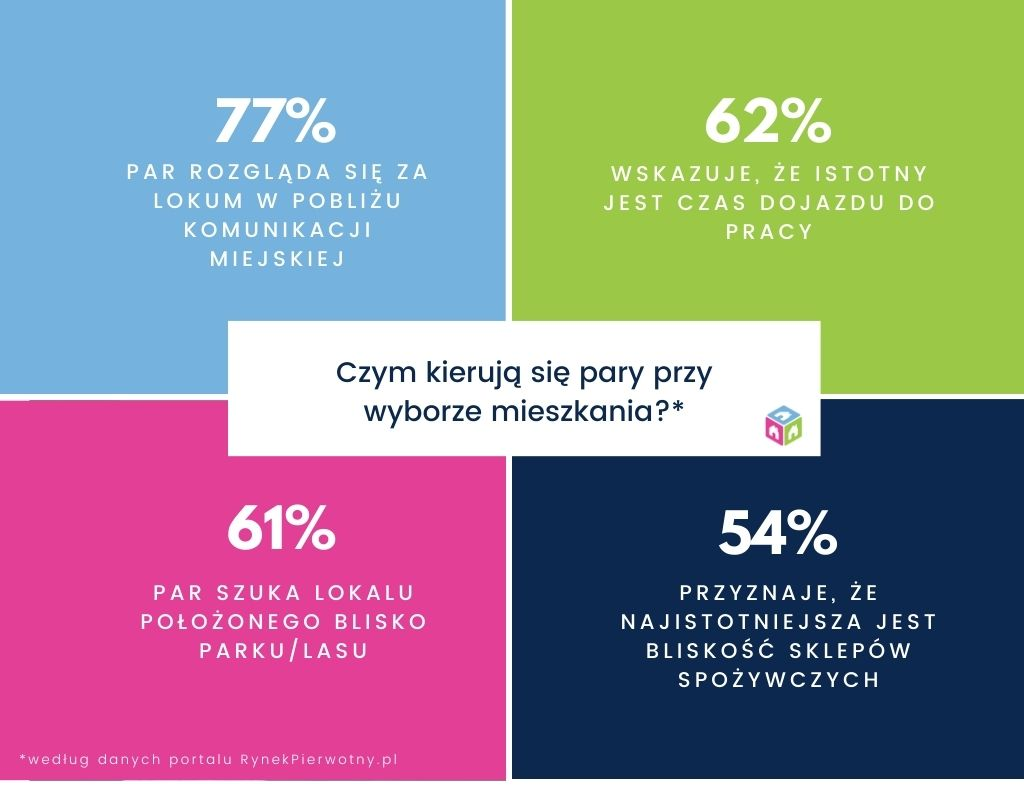 77%
PAR ROZGLĄDA SIĘ ZA
LOKUM W POBLIŻU
KOMUNIKACJI
MIEJSKIEJ
62%
WSKAZUJE, ŻE ISTOTNY
JEST CZAS DOJAZDU DO
PRACY
Czym kierują się pary przy
wyborze mieszkania?*
61%
PAR SZUKA LOKALU
POŁOŻONEGO BLISKO
PARKU/LASU
54%
PRZYZNAJE, ŻE
NAJISTOTNIEJSZA JEST
BLISKOŚĆ SKLEPÓW
SPOŻYWCZYCH
*według danych portalu RynekPierwotny.pl